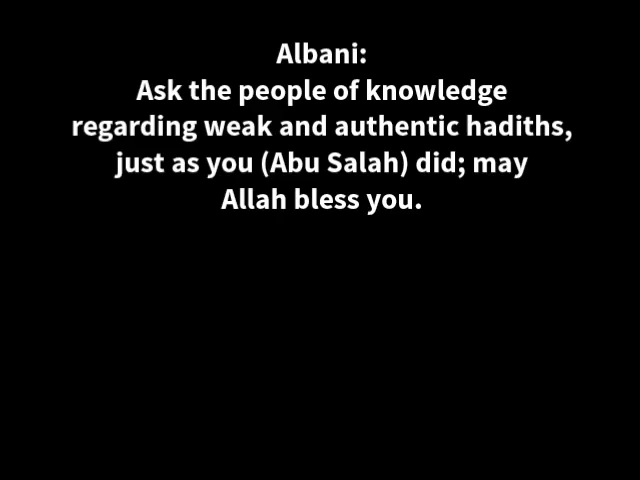 Albani:
Ask the people of knowledge
regarding weak and authentic hadiths,
just as you (Abu Salah) did; may
Allah bless you.